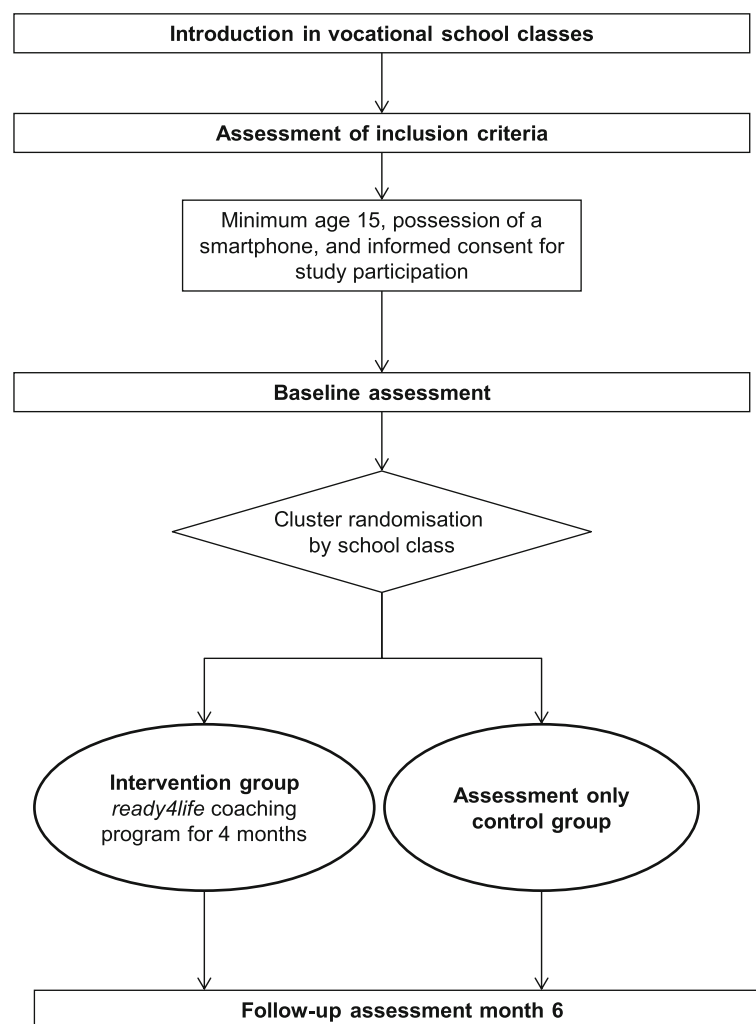 Introduction in vocational school classes
Assessment of inclusion criteria
Minimum age 15, possession of a
smartphone, and informed consent for
study participation
Baseline assessment
Cluster randomisation
by school class
Intervention group
ready4life coaching
program for 4 months
Assessment only
control group
Follow-up assessment month 6